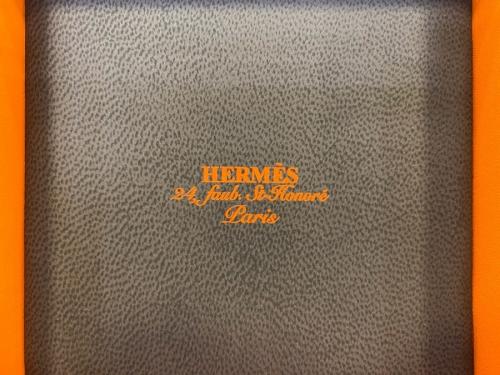 HERMÈS
24, faub. St-Honoré
Paris